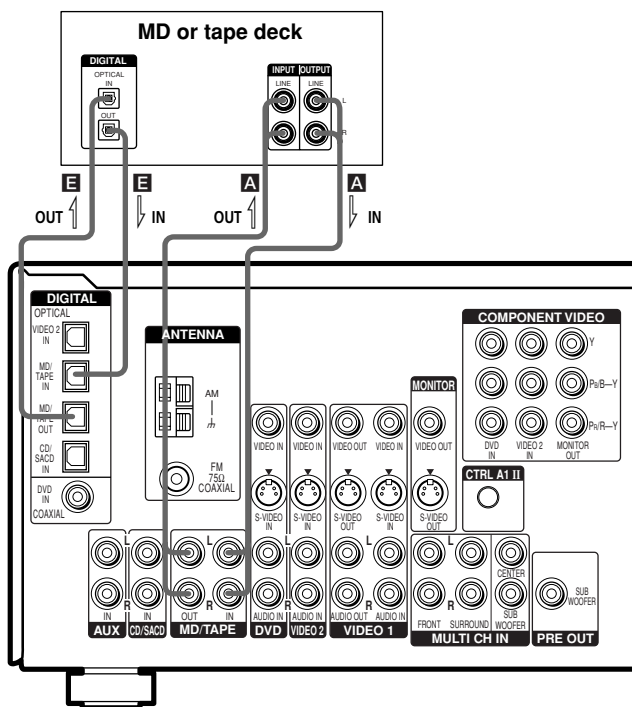 MD or tape deck
DIGITAL
OPTICAL
IN
OUT
INPUT OUTPUT
LINE LINE
L
R
E E A A
OUT IN OUT IN
DIGITAL
OPTICAL
VIDEO 2
IN
MD/
TAPE
IN
MD/
TAPE
OUT
CD/
SACD
IN
DVD
IN
COAXIAL
ANTENNA
AM
FM
75Ω
COAXIAL
COMPONENT VIDEO
Y
PB/B—Y
PR/R—Y
DVD
IN
VIDEO 2
IN
MONITOR
OUT
MONITOR
VIDEO IN VIDEO IN VIDEO OUT VIDEO IN VIDEO OUT
CTRL A1 II
S-VIDEO
IN
S-VIDEO
IN
S-VIDEO
OUT
S-VIDEO
IN
S-VIDEO
OUT
L L L L L
CENTER
R R R R R
IN IN OUT IN AUDIO IN AUDIO IN AUDIO OUT AUDIO IN
FRONT SURROUND
SUB
WOOFER
SUB
WOOFER
AUX CD/SACD MD/TAPE DVD VIDEO 2 VIDEO 1 MULTI CH IN PRE OUT